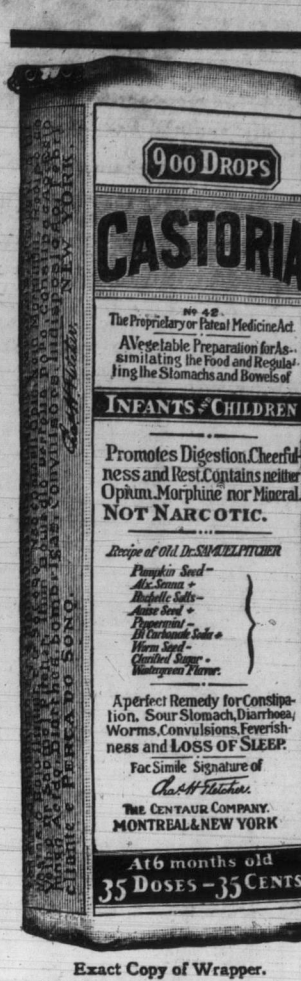 900 DROPS
CASTORIA
No 42.
The Proprietary or Patent Medicine Act
A Vegetable Preparation for As-
similating the Food and Regula-
ting the Stomachs and Bowels of
INFANTS & CHILDREN
Promotes Digestion, Cheerful-
ness and Rest. Contains neither
Opium, Morphine nor Mineral.
NOT NARCOTIC.
Recipe of Old Dr. SAMUEL PITCHER
Pumpkin Seed -
Alx. Senna +
Rochelle Salts -
Anise Seed +
Peppermint -
Bi Carbonate Soda +
Worm Seed -
Clarified Sugar .
Wintergreen Flavor.
A perfect Remedy for Constipa-
tion, Sour Stomach, Diarrhoea,
Worms, Convulsions, Feverish-
ness and LOSS OF SLEEP.
Fac Simile Signature of
Chas H Fletcher.
THE CENTAUR COMPANY.
MONTREAL & NEW YORK
At 6 months old
35 DOSES - 35 CENTS
NEW YORK.
Chas H Fletcher.
PERCA DO SONO
Exact Copy of Wrapper.